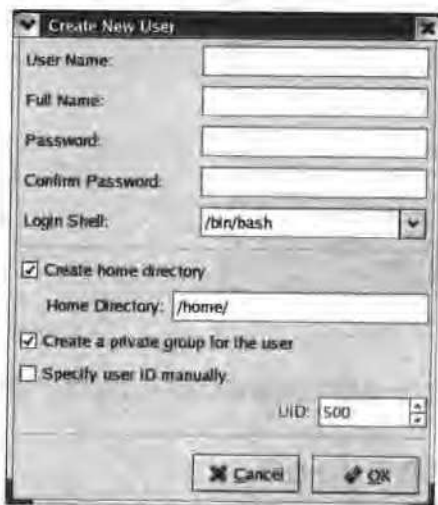 Create New User
User Name:
Full Name:
Password:
Confirm Password:
Login Shell: /bin/bash
Create home directory
Home Directory: /home/
Create a private group for the user
Specify user ID manually
UID: 500
Cancel OK